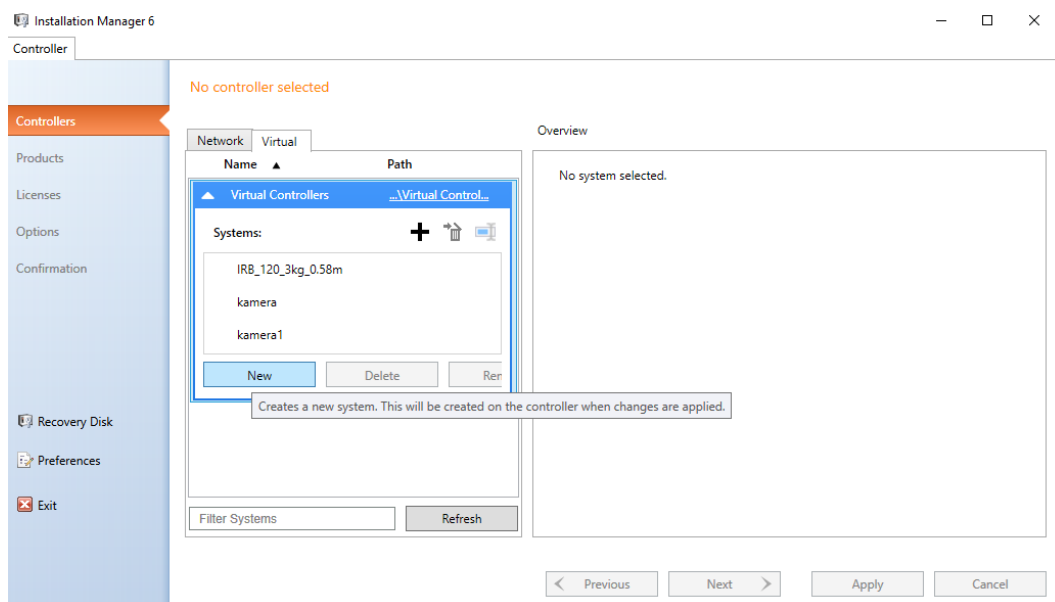 Installation Manager 6
Controller
No controller selected
Controllers
Products
Licenses
Options
Confirmation
Recovery Disk
Preferences
Exit
Network Virtual
Name Path
Virtual Controllers ...\Virtual Control...
Systems:
IRB_120_3kg_0.58m
kamera
kamera1
New Delete Ren
Creates a new system. This will be created on the controller when changes are applied.
Filter Systems Refresh
Overview
No system selected.
Previous Next Apply Cancel